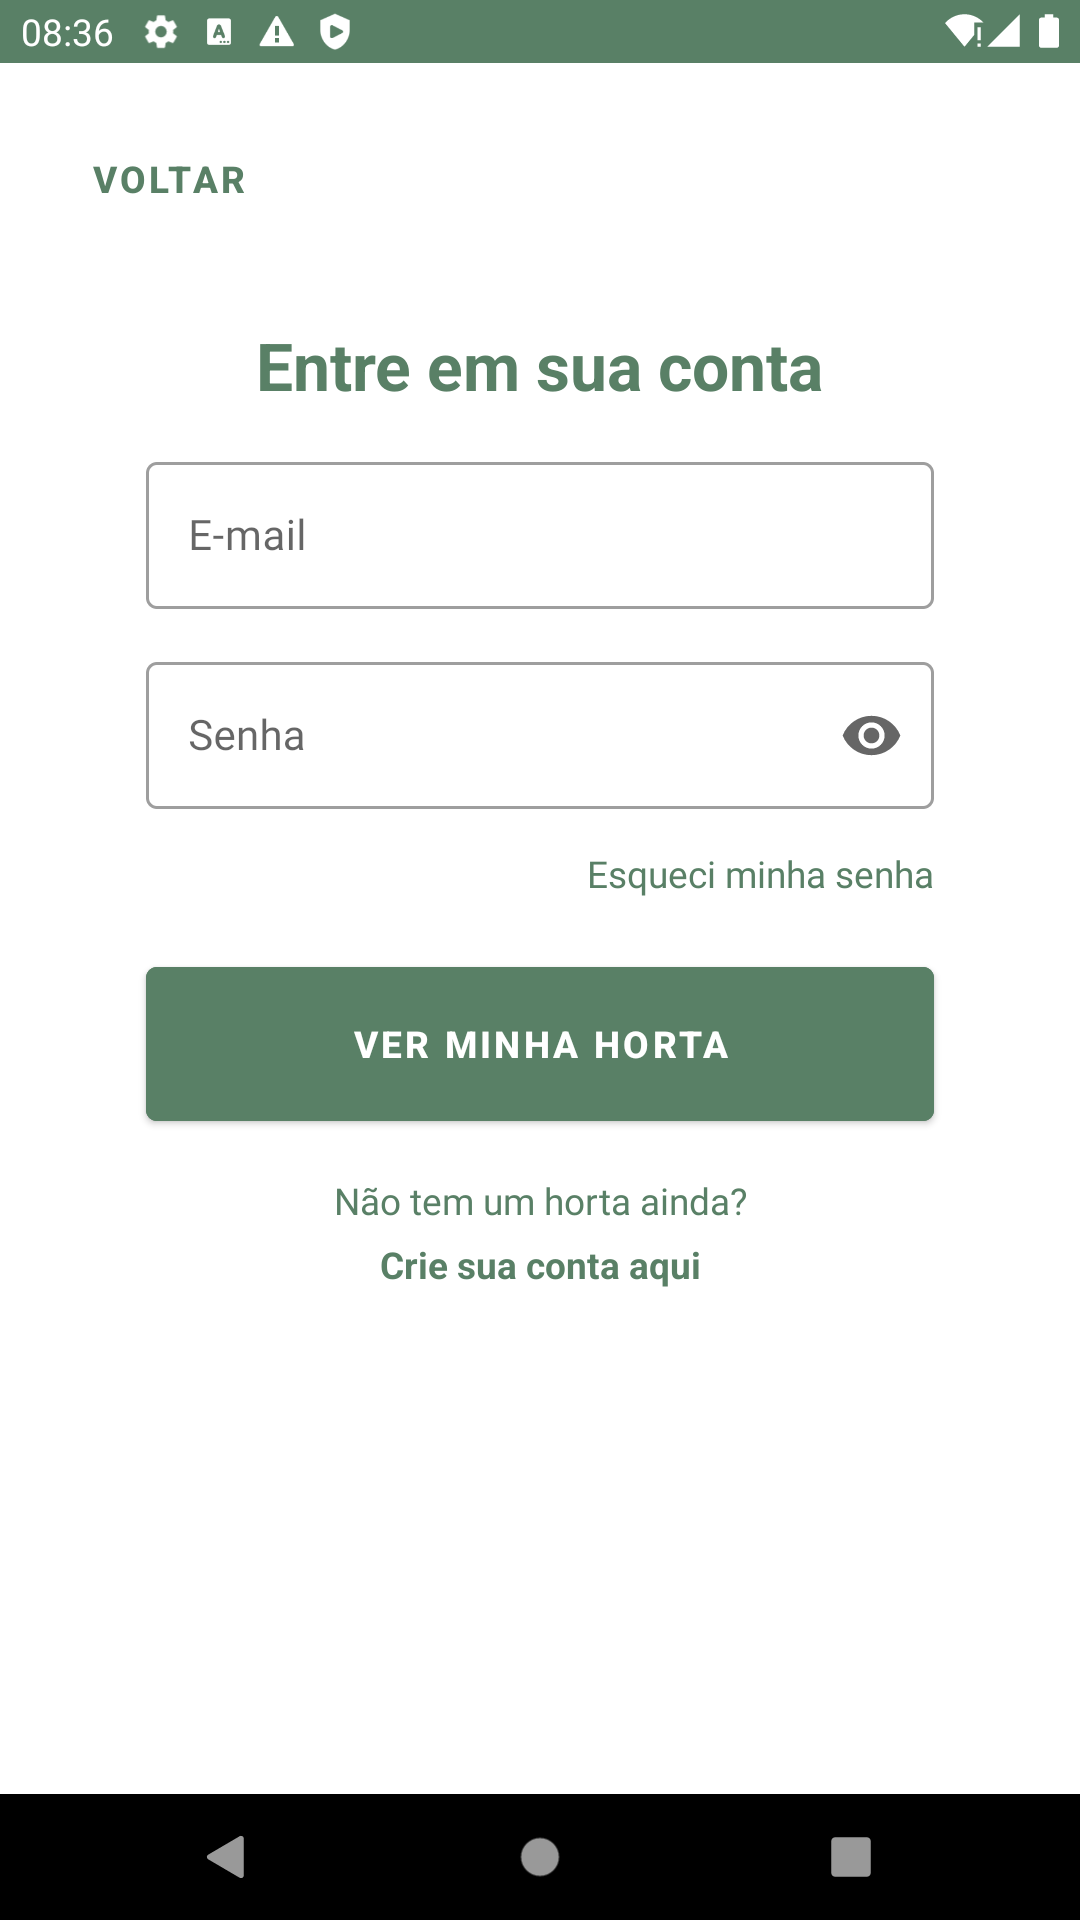 08:36
VOLTAR
Entre em sua conta
E-mail
Senha
Esqueci minha senha
VER MINHA HORTA
Não tem um horta ainda?
Crie sua conta aqui